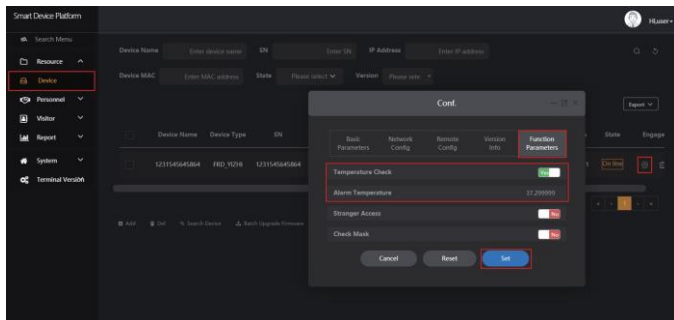 Smart Device Platform
HLuser
Search Menu
Resource
Device
Personnel
Visitor
Report
System
Terminal Version
Device Name Enter device name SN Enter SN IP Address Enter IP address
Device MAC Enter MAC address State Please select Version Please sele
Export
Device Name Device Type SN State Engage
1231545645864 FRD_YIZHI 1231545645864 On line
1
Add Del Search Device Batch Upgrade Firmware
Conf.
Basic Parameters
Network Config
Remote Config
Version Info
Function Parameters
Temperature Check Yes
Alarm Temperature 37.299999
Stranger Access No
Check Mask No
Cancel Reset Set